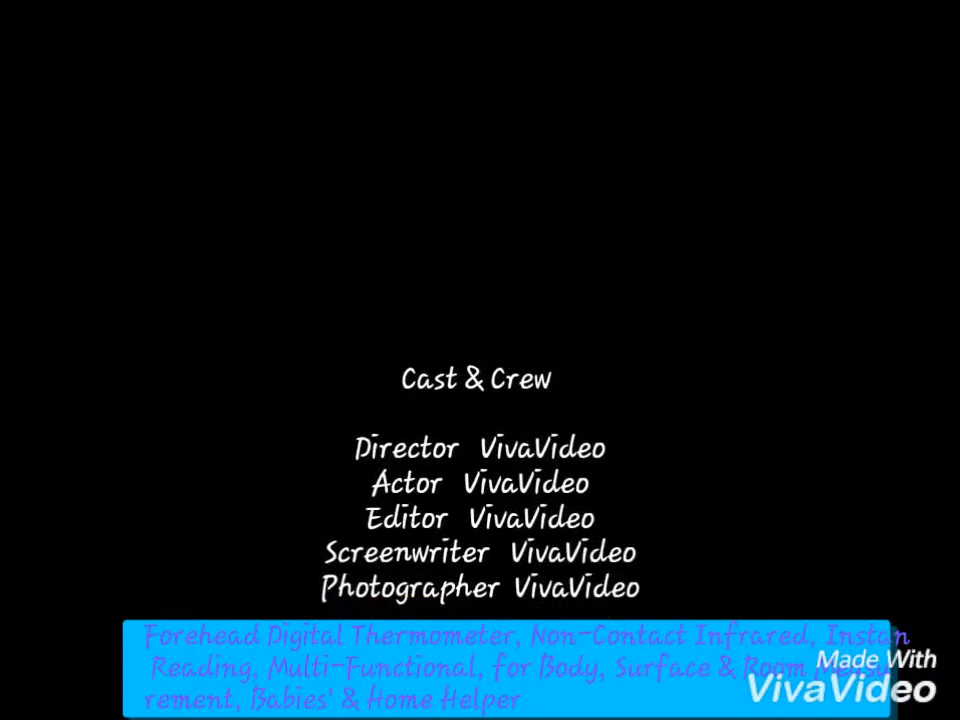 Cast & Crew
Director VivaVideo
Actor VivaVideo
Editor VivaVideo
Screenwriter VivaVideo
Photographer VivaVideo
Forehead Digital Thermometer, Non-Contact Infrared, Instan
Reading, Multi-Functional, for Body, Surface & Room
rement, Babies' & Home Helper
Made With
VivaVideo